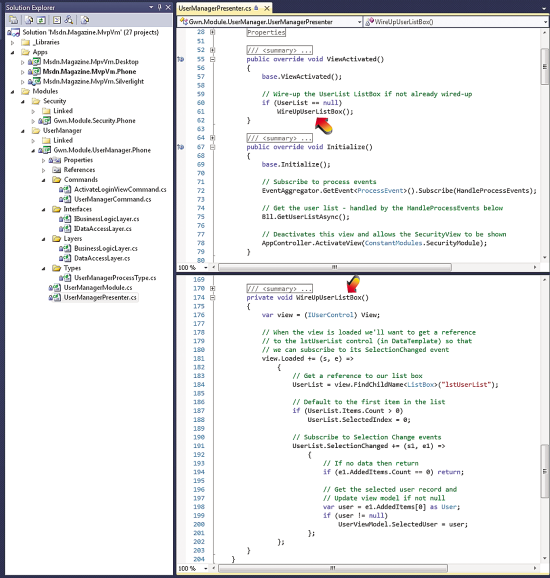 Solution Explorer
Solution 'Msdn.Magazine.MvpVm' (27 projects)
_Libraries
Apps
Msdn.Magazine.MpVm.Desktop
Msdn.Magazine.MvpVm.Phone
Msdn.Magazine.MvpVm.Silverlight
Modules
Security
Linked
Gwn.Module.Security.Phone
UserManager
Linked
Gwn.Module.UserManager.Phone
Properties
References
Commands
ActivateLoginViewCommand.cs
UserManagerCommand.cs
Interfaces
IBusinessLogicLayer.cs
IDataAccessLayer.cs
Layers
BusinessLogicLayer.cs
DataAccessLayer.cs
Types
UserManagerProcessType.cs
UserManagerModule.cs
UserManagerPresenter.cs
UserManagerPresenter.cs
Gwn.Module.UserManager.UserManagerPresenter
WireUpUserListBox()
28 Properties
51
52 /// <summary> ...
55 public override void ViewActivated()
56 {
57 base.ViewActivated();
58
59 // Wire-up the UserList ListBox if not already wired-up
60 if (UserList == null)
61 WireUpUserListBox();
62 }
63
64 /// <summary> ...
67 public override void Initialize()
68 {
69 base.Initialize();
70
71 // Subscribe to process events
72 EventAggregator.GetEvent<ProcessEvent>().Subscribe(HandleProcessEvents);
73
74 // Get the user list - handled by the HandleProcessEvents below
75 Bll.GetUserListAsync();
76
77 // Deactivates this view and allows the SecurityView to be shown
78 AppController.ActivateView(ConstantModules.SecurityModule);
79 }
80
100 %
169
170 /// <summary> ...
174 private void WireUpUserListBox()
175 {
176 var view = (IUserControl) View;
177
178 // When the view is loaded we'll want to get a reference
179 // to the lstUserList control (in DataTemplate) so that
180 // we can subscribe to its SelectionChanged event
181 view.Loaded += (s, e) =>
182 {
183 // Get a reference to our list box
184 UserList = view.FindChildName<ListBox>("lstUserList");
185
186 // Default to the first item in the list
187 if (UserList.Items.Count > 0)
188 UserList.SelectedIndex = 0;
189
190 // Subscribe to Selection Change events
191 UserList.SelectionChanged += (s1, e1) =>
192 {
193 // If no data then return
194 if (e1.AddedItems.Count == 0) return;
195
196 // Get the selected user record and
197 // Update view model if not null
198 var user = e1.AddedItems[0] as User;
199 if (user != null)
200 UserViewModel.SelectedUser = user;
201 };
202 };
203 }
204 }
100 %